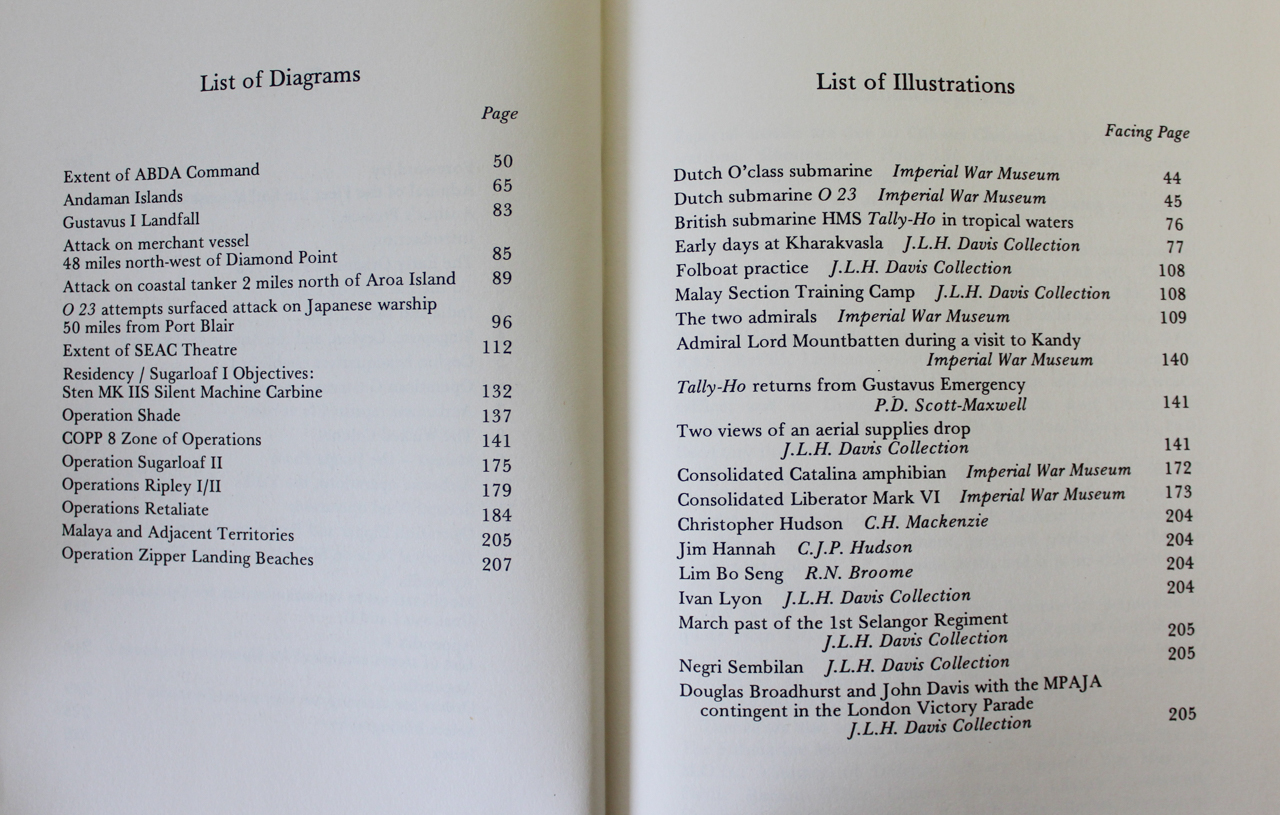 List of Diagrams
Page
Extent of ABDA Command 50
Andaman Islands 65
Gustavus I Landfall 83
Attack on merchant vessel
48 miles north-west of Diamond Point 85
Attack on coastal tanker 2 miles north of Aroa Island 89
O 23 attempts surfaced attack on Japanese warship
50 miles from Port Blair 96
Extent of SEAC Theatre 112
Residency / Sugarloaf I Objectives:
Sten MK IIS Silent Machine Carbine 132
Operation Shade 137
COPP 8 Zone of Operations 141
Operation Sugarloaf II 175
Operations Ripley I/II 179
Operations Retaliate 184
Malaya and Adjacent Territories 205
Operation Zipper Landing Beaches 207
List of Illustrations
Facing Page
Dutch O'class submarine Imperial War Museum 44
Dutch submarine O 23 Imperial War Museum 45
British submarine HMS Tally-Ho in tropical waters 76
Early days at Kharakvasla J.L.H. Davis Collection 77
Folboat practice J.L.H. Davis Collection 108
Malay Section Training Camp J.L.H. Davis Collection 108
The two admirals Imperial War Museum 109
Admiral Lord Mountbatten during a visit to Kandy
Imperial War Museum 140
Tally-Ho returns from Gustavus Emergency
P.D. Scott-Maxwell 141
Two views of an aerial supplies drop
J.L.H. Davis Collection 141
Consolidated Catalina amphibian Imperial War Museum 172
Consolidated Liberator Mark VI Imperial War Museum 173
Christopher Hudson C.H. Mackenzie 204
Jim Hannah C.J.P. Hudson 204
Lim Bo Seng R.N. Broome 204
Ivan Lyon J.L.H. Davis Collection 204
March past of the 1st Selangor Regiment
J.L.H. Davis Collection 205
Negri Sembilan J.L.H. Davis Collection 205
Douglas Broadhurst and John Davis with the MPAJA
contingent in the London Victory Parade
J.L.H. Davis Collection 205